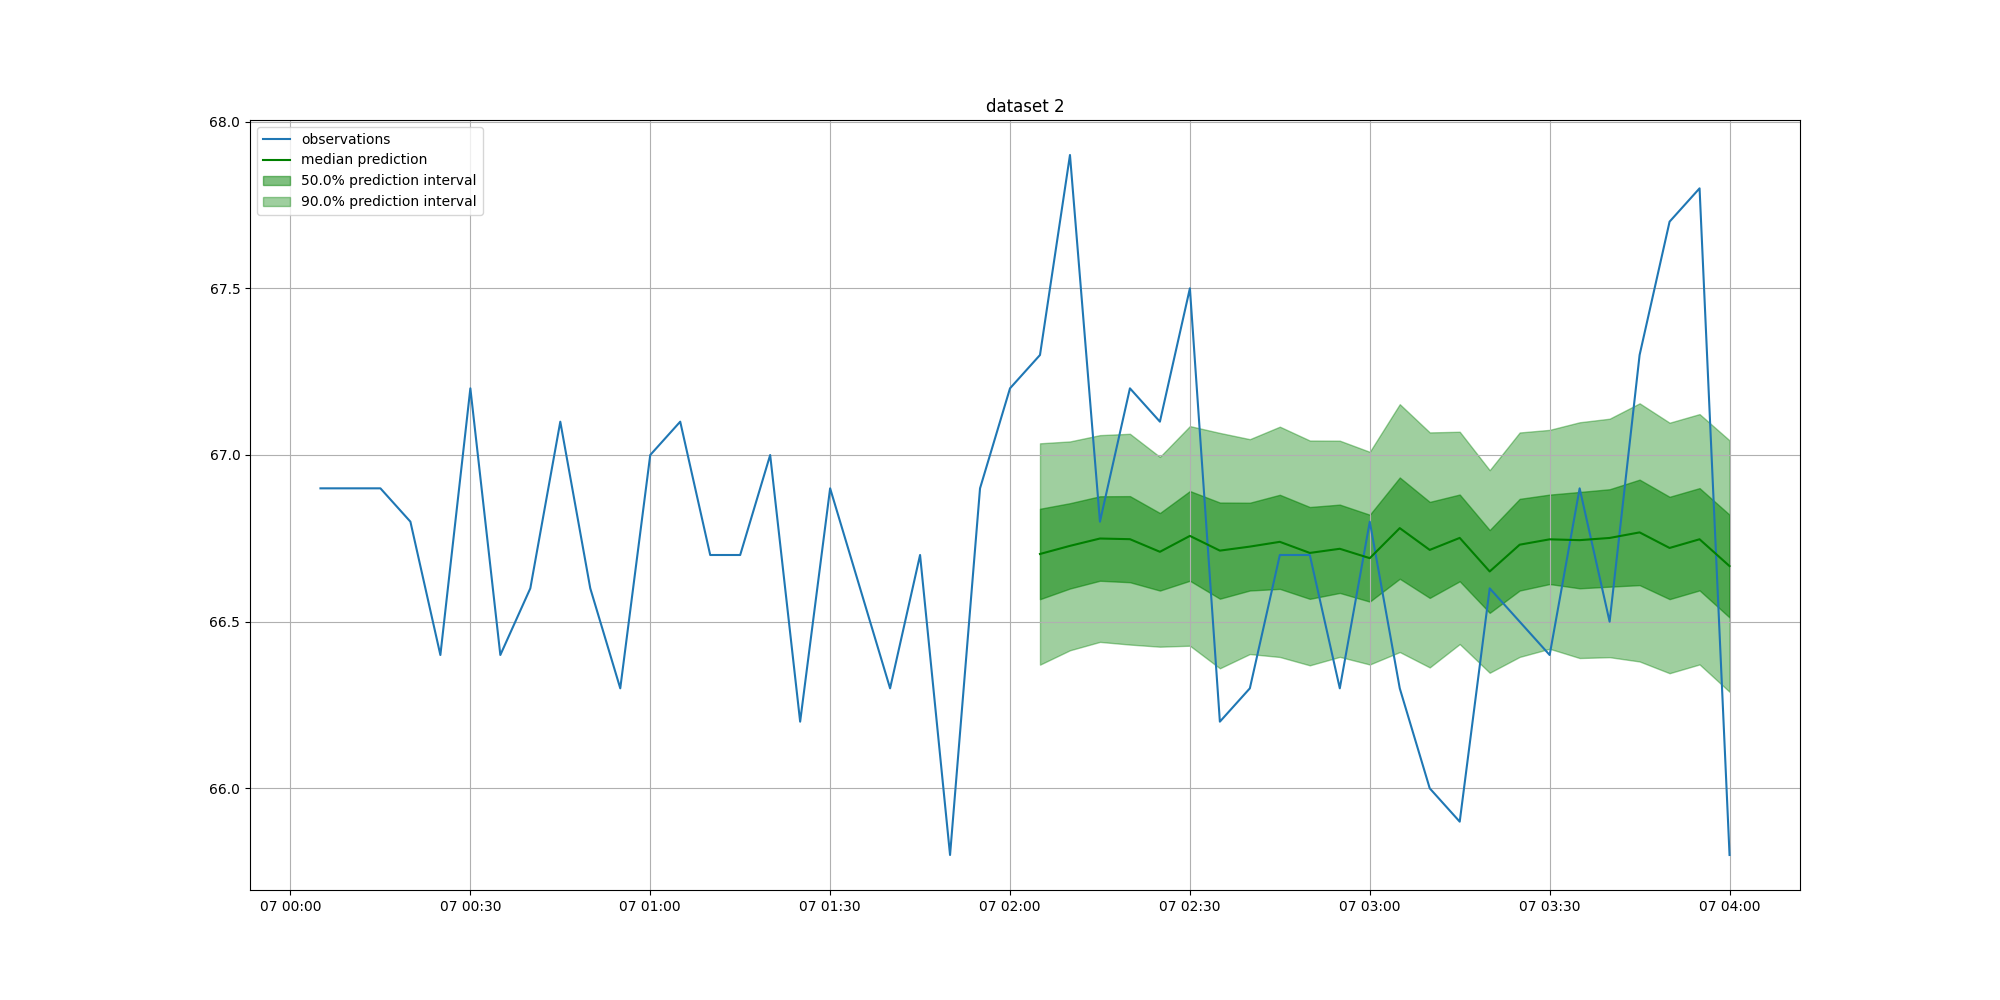 dataset 2
68.0
67.5
67.0
66.5
66.0
observations
median prediction
50.0% prediction interval
90.0% prediction interval
07 00:00 07 00:30 07 01:00 07 01:30 07 02:00 07 02:30 07 03:00 07 03:30 07 04:00